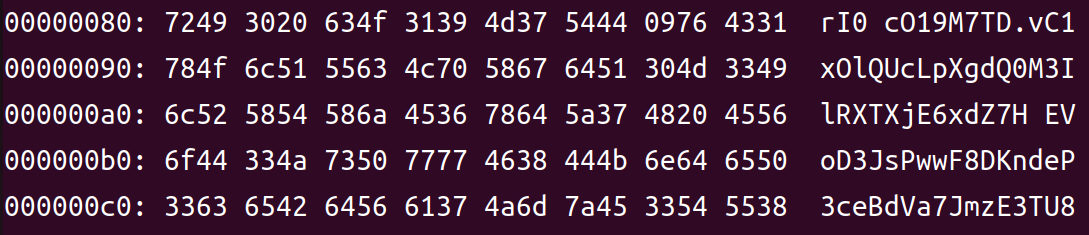 00000080: 7249 3020 634f 3139 4d37 5444 0976 4331  rI0 cO19M7TD.vC1
00000090: 784f 6c51 5563 4c70 5867 6451 304d 3349  xOlQUcLpXgdQ0M3I
000000a0: 6c52 5854 586a 4536 7864 5a37 4820 4556  lRXTXjE6xdZ7H EV
000000b0: 6f44 334a 7350 7777 4638 444b 6e64 6550  oD3JsPwwF8DKndeP
000000c0: 3363 6542 6456 6137 4a6d 7a45 3354 5538  3ceBdVa7JmzE3TU8